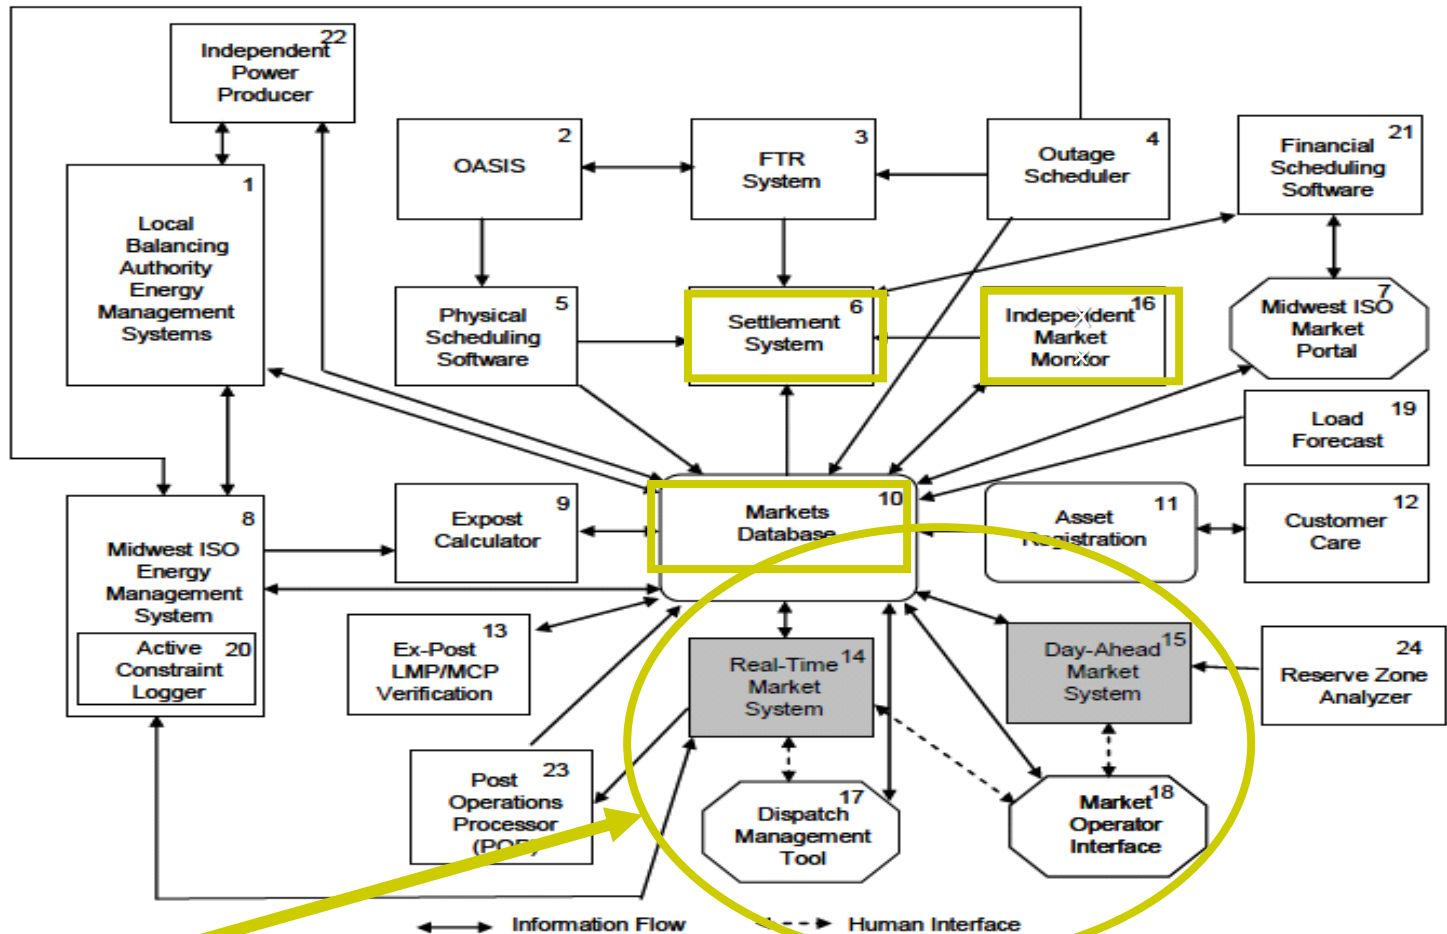 22
Independent
Power
Producer
2
OASIS
3
FTR
System
4
Outage
Scheduler
21
Financial
Scheduling
Software
1
Local
Balancing
Authority
Energy
Management
Systems
5
Physical
Scheduling
Software
6
Settlement
System
16
Independent
Market
Monitor
7
Midwest ISO
Market
Portal
19
Load
Forecast
8
Midwest ISO
Energy
Management
System
Active 20
Constraint
Logger
9
Expost
Calculator
10
Markets
Database
11
Asset
Registration
12
Customer
Care
13
Ex-Post
LMP/MCP
Verification
14
Real-Time
Market
System
15
Day-Ahead
Market
System
24
Reserve Zone
Analyzer
23
Post
Operations
Processor
(POP)
17
Dispatch
Management
Tool
18
Market
Operator
Interface
Information Flow
Human Interface